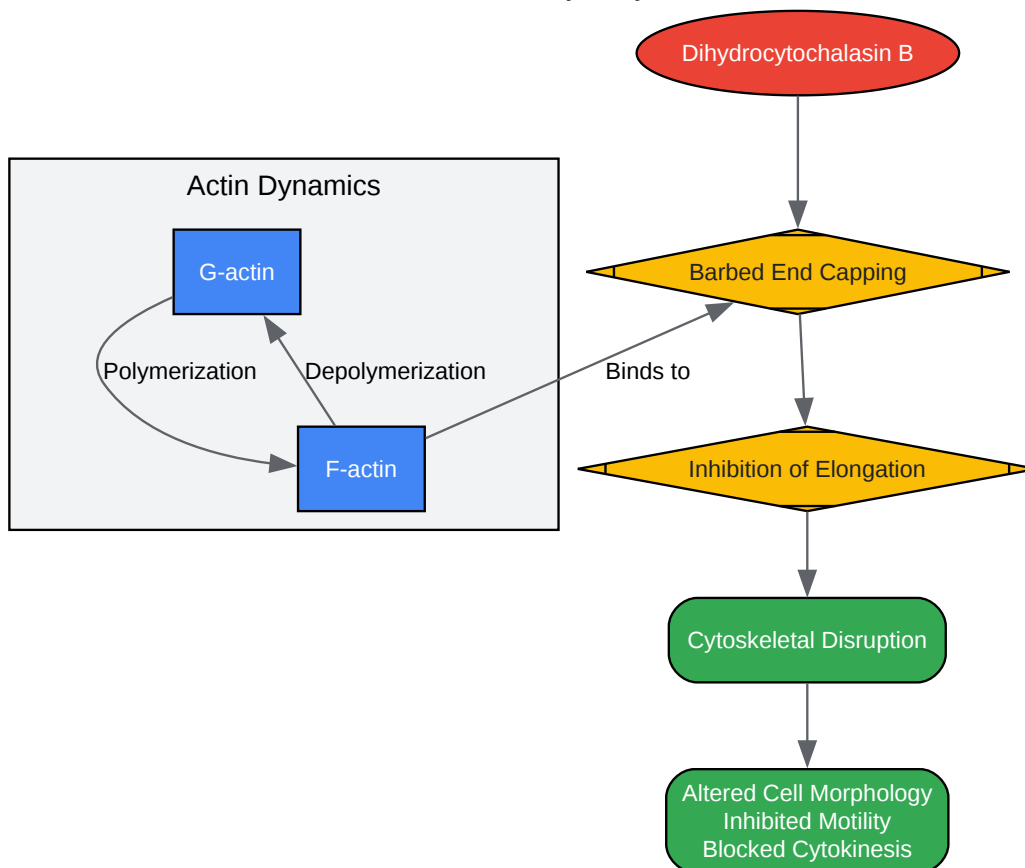 Dihydrocytochalasin B
Actin Dynamics
G-actin
Barbed End Capping
Polymerization
Depolymerization
Binds to
F-actin
Inhibition of Elongation
Cytoskeletal Disruption
Altered Cell Morphology
Inhibited Motility
Blocked Cytokinesis